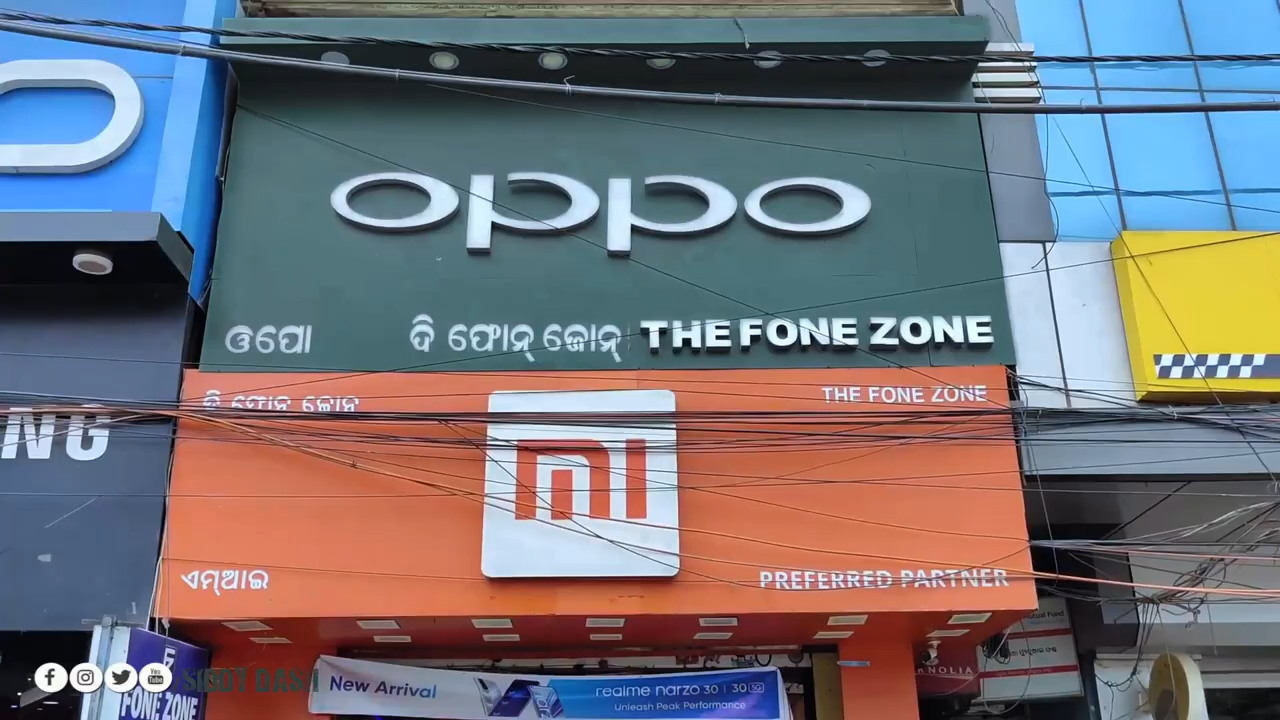 oppo
ଓପୋ ଦି ଫୋନ୍ ଜୋନ୍ THE FONE ZONE
ଦି ଫୋନ୍ ଜୋନ୍ THE FONE ZONE
NG
mi
ଏମ୍ଆଇ PREFERRED PARTNER
New Arrival realme narzo 30 | 30 5G
Unleash Peak Performance
FONE ZONE